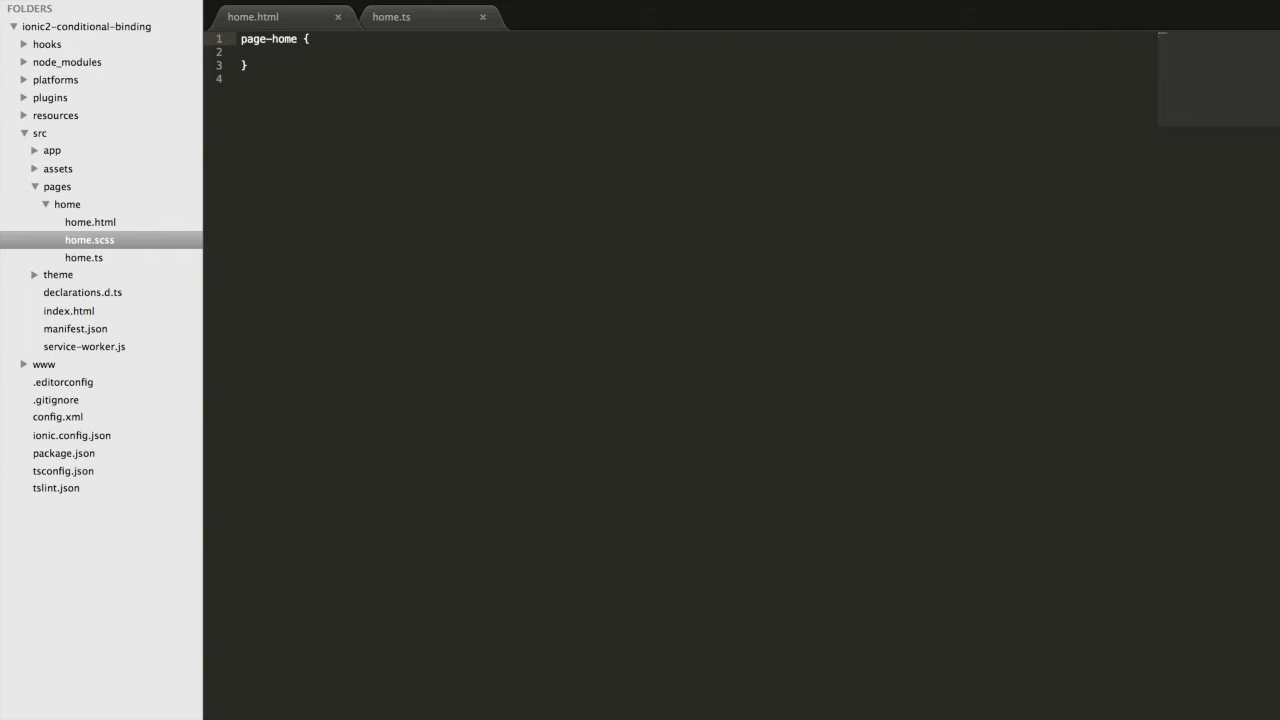 FOLDERS
ionic2-conditional-binding
hooks
node_modules
platforms
plugins
resources
src
app
assets
pages
home
home.html
home.scss
home.ts
theme
declarations.d.ts
index.html
manifest.json
service-worker.js
www
.editorconfig
.gitignore
config.xml
ionic.config.json
package.json
tsconfig.json
tslint.json
home.html ×
home.ts ×
1 page-home {
2
3 }
4